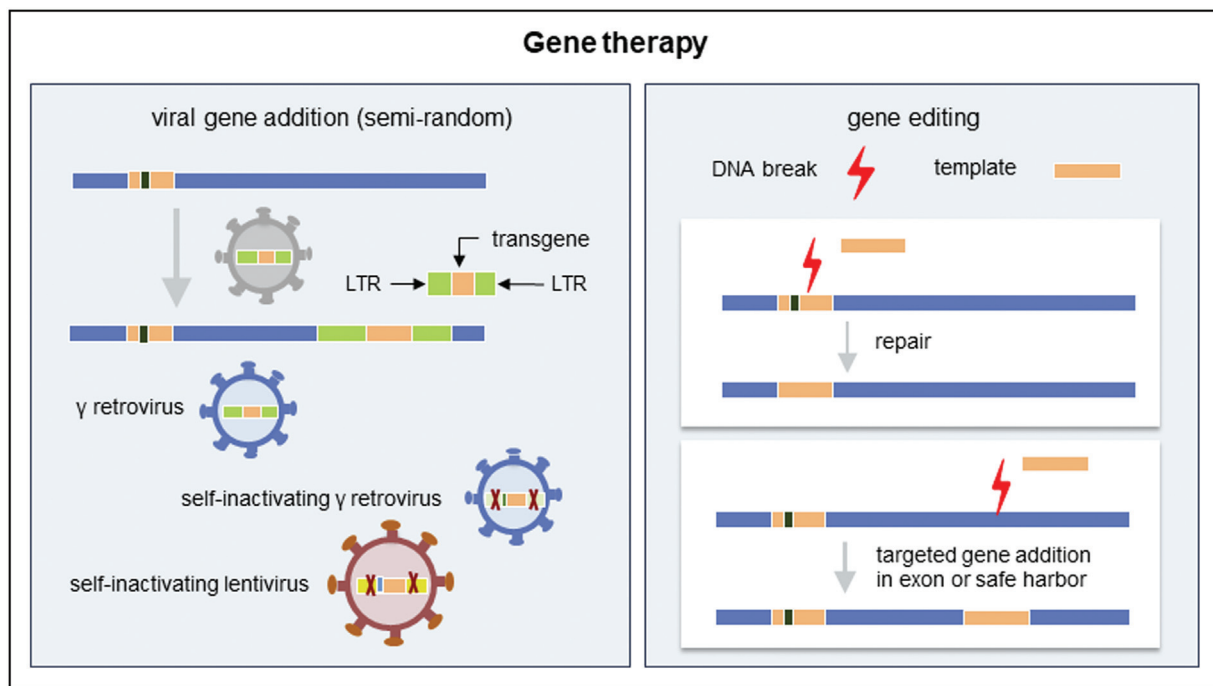 Gene therapy
viral gene addition (semi-random)
transgene
LTR
LTR
γ retrovirus
self-inactivating γ retrovirus
self-inactivating lentivirus
gene editing
DNA break
template
repair
targeted gene addition
in exon or safe harbor